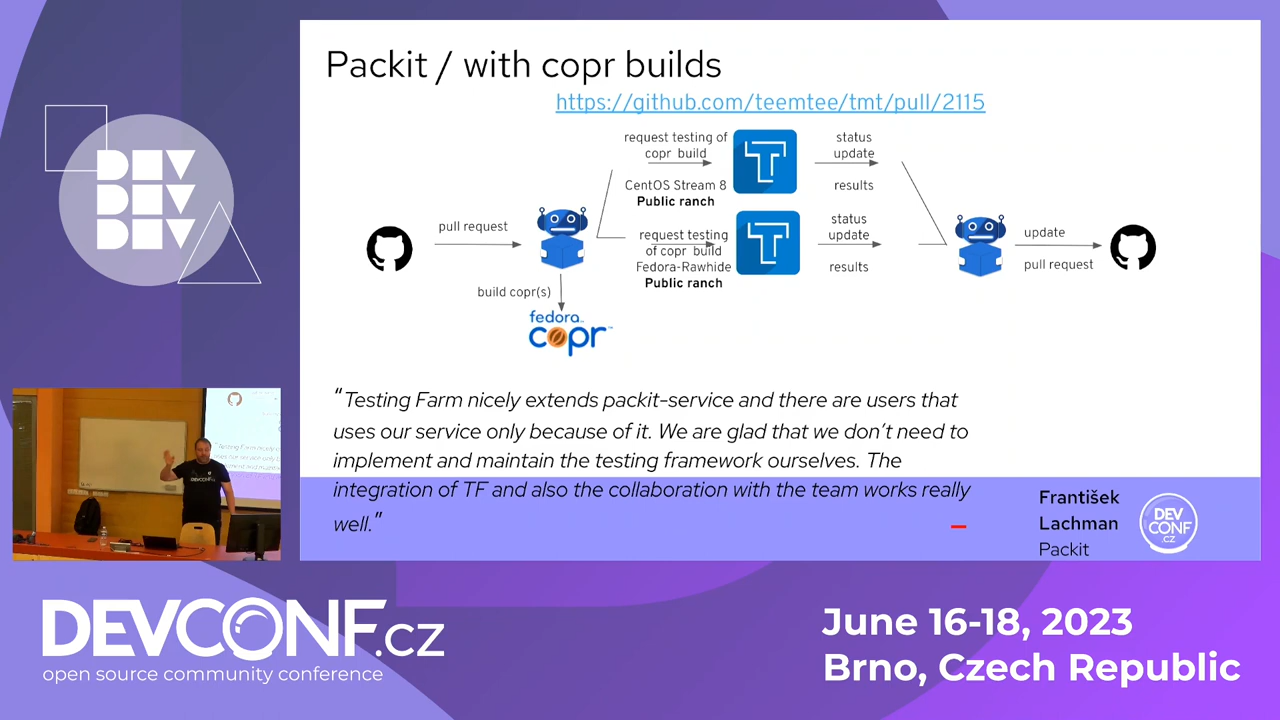 Packit / with copr builds
https://github.com/teemtee/tmt/pull/2115
request testing of
copr build
CentOS Stream 8
Public ranch
status
update
results
pull request
request testing
of copr build
Fedora-Rawhide
Public ranch
status
update
results
update
pull request
build copr(s)
fedora
copr
“Testing Farm nicely extends packit-service and there are users that
uses our service only because of it. We are glad that we don’t need to
implement and maintain the testing framework ourselves. The
integration of TF and also the collaboration with the team works really
well.”
František
Lachman
Packit
DEV
CONF
.CZ
DEV
DEV
DEV
DEVCONF.cz
open source community conference
June 16-18, 2023
Brno, Czech Republic